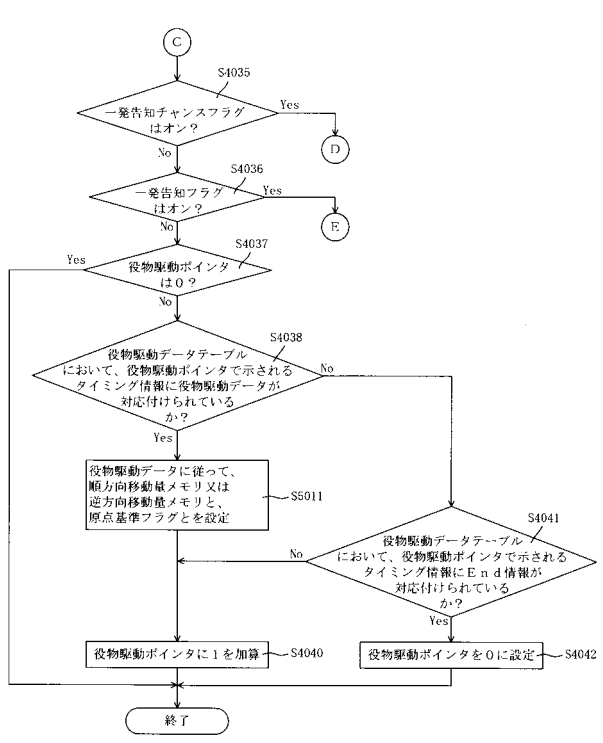 C
S4035
一発告知チャンスフラグ
はオン？
Yes
D
No
S4036
一発告知フラグ
はオン？
Yes
E
No
S4037
役物駆動ポインタ
は０？
Yes
No
S4038
役物駆動データテーブル
において、役物駆動ポインタで示される
タイミング情報に役物駆動データが
対応付けられている
か？
No
Yes
役物駆動データに従って、
順方向移動量メモリ又は
逆方向移動量メモリと、
原点基準フラグとを設定
S5011
S4041
役物駆動データテーブル
において、役物駆動ポインタで示される
タイミング情報にＥｎｄ情報が
対応付けられている
か？
No
Yes
役物駆動ポインタに１を加算
S4040
役物駆動ポインタを０に設定
S4042
終了